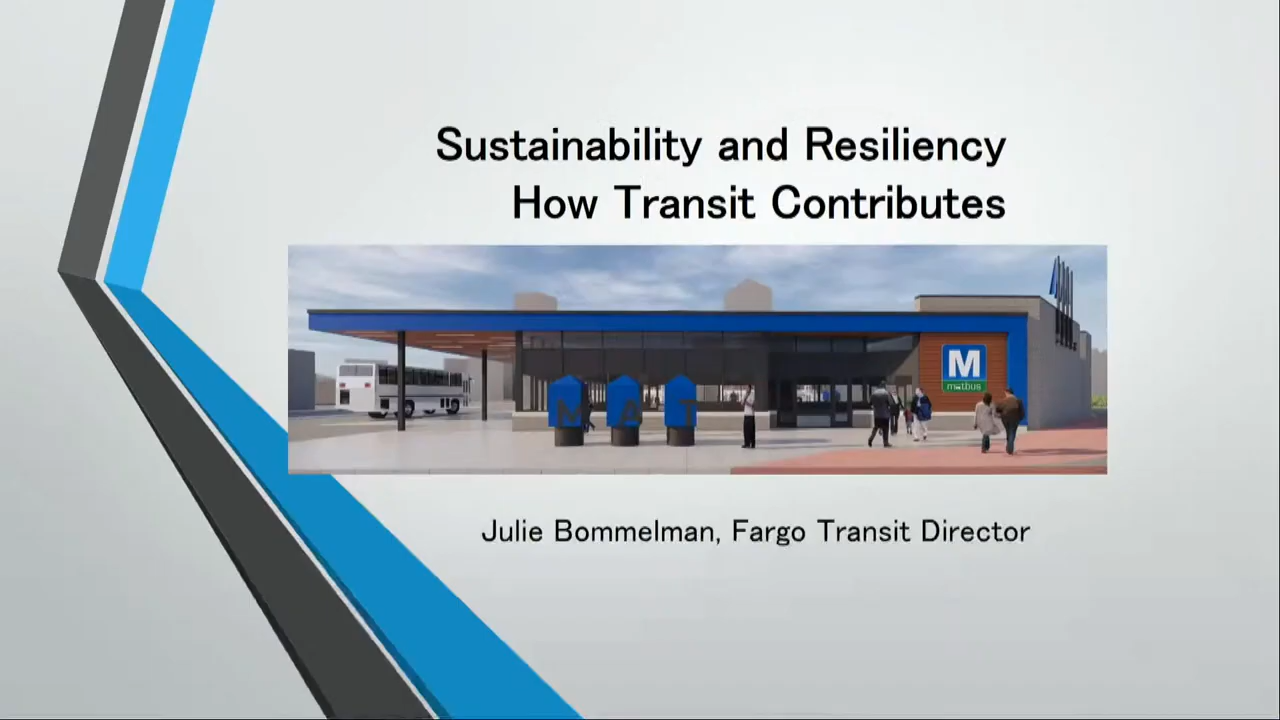 Sustainability and Resiliency
How Transit Contributes
M
matbus
M A T
Julie Bommelman, Fargo Transit Director